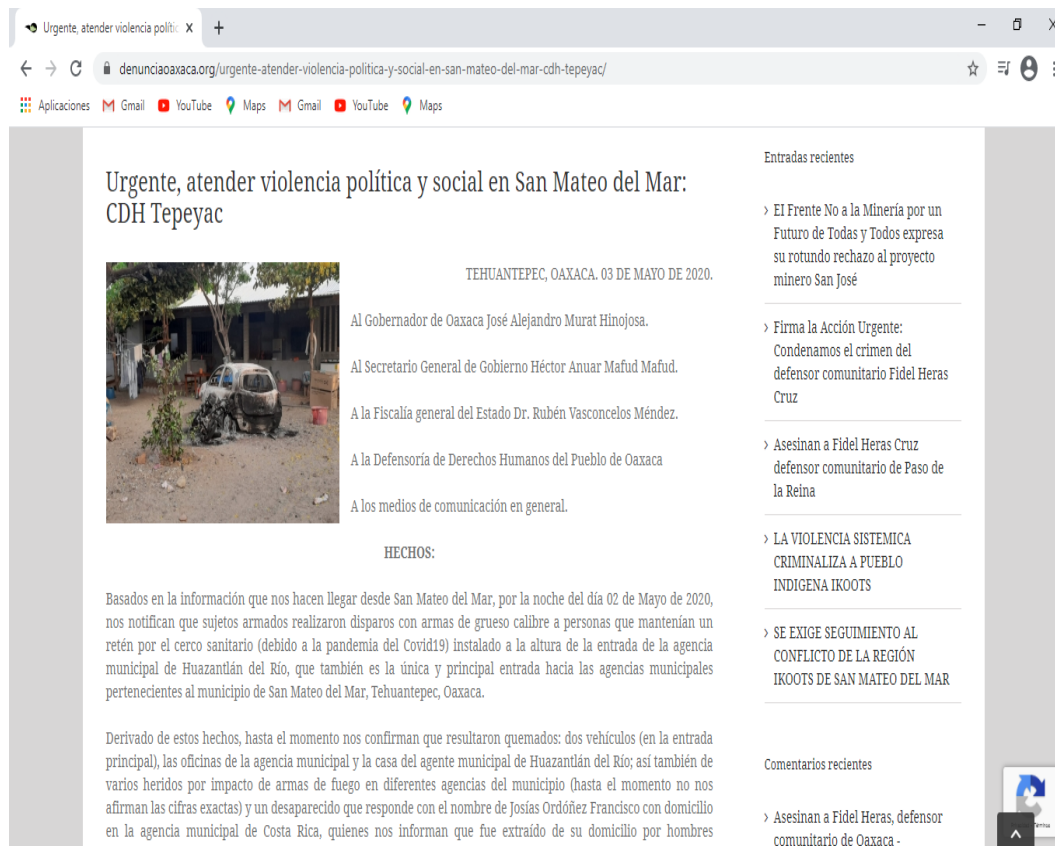 Urgente, atender violencia polític
denunciaoaxaca.org/urgente-atender-violencia-politica-y-social-en-san-mateo-del-mar-cdh-tepeyac/
Aplicaciones Gmail YouTube Maps Gmail YouTube Maps
Urgente, atender violencia política y social en San Mateo del Mar:
CDH Tepeyac
TEHUANTEPEC, OAXACA. 03 DE MAYO DE 2020.
Al Gobernador de Oaxaca José Alejandro Murat Hinojosa.
Al Secretario General de Gobierno Héctor Anuar Mafud Mafud.
A la Fiscalía general del Estado Dr. Rubén Vasconcelos Méndez.
A la Defensoría de Derechos Humanos del Pueblo de Oaxaca
A los medios de comunicación en general.
HECHOS:
Basados en la información que nos hacen llegar desde San Mateo del Mar, por la noche del día 02 de Mayo de 2020,
nos notifican que sujetos armados realizaron disparos con armas de grueso calibre a personas que mantenían un
retén por el cerco sanitario (debido a la pandemia del Covid19) instalado a la altura de la entrada de la agencia
municipal de Huazantlán del Río, que también es la única y principal entrada hacia las agencias municipales
pertenecientes al municipio de San Mateo del Mar, Tehuantepec, Oaxaca.
Derivado de estos hechos, hasta el momento nos confirman que resultaron quemados: dos vehículos (en la entrada
principal), las oficinas de la agencia municipal y la casa del agente municipal de Huazantlán del Río; así también de
varios heridos por impacto de armas de fuego en diferentes agencias del municipio (hasta el momento no nos
afirman las cifras exactas) y un desaparecido que responde con el nombre de Josías Ordóñez Francisco con domicilio
en la agencia municipal de Costa Rica, quienes nos informan que fue extraído de su domicilio por hombres
Entradas recientes
› El Frente No a la Minería por un
Futuro de Todas y Todos expresa
su rotundo rechazo al proyecto
minero San José
› Firma la Acción Urgente:
Condenamos el crimen del
defensor comunitario Fidel Heras
Cruz
› Asesinan a Fidel Heras Cruz
defensor comunitario de Paso de
la Reina
› LA VIOLENCIA SISTEMICA
CRIMINALIZA A PUEBLO
INDIGENA IKOOTS
› SE EXIGE SEGUIMIENTO AL
CONFLICTO DE LA REGIÓN
IKOOTS DE SAN MATEO DEL MAR
Comentarios recientes
› Asesinan a Fidel Heras, defensor
comunitario de Oaxaca -